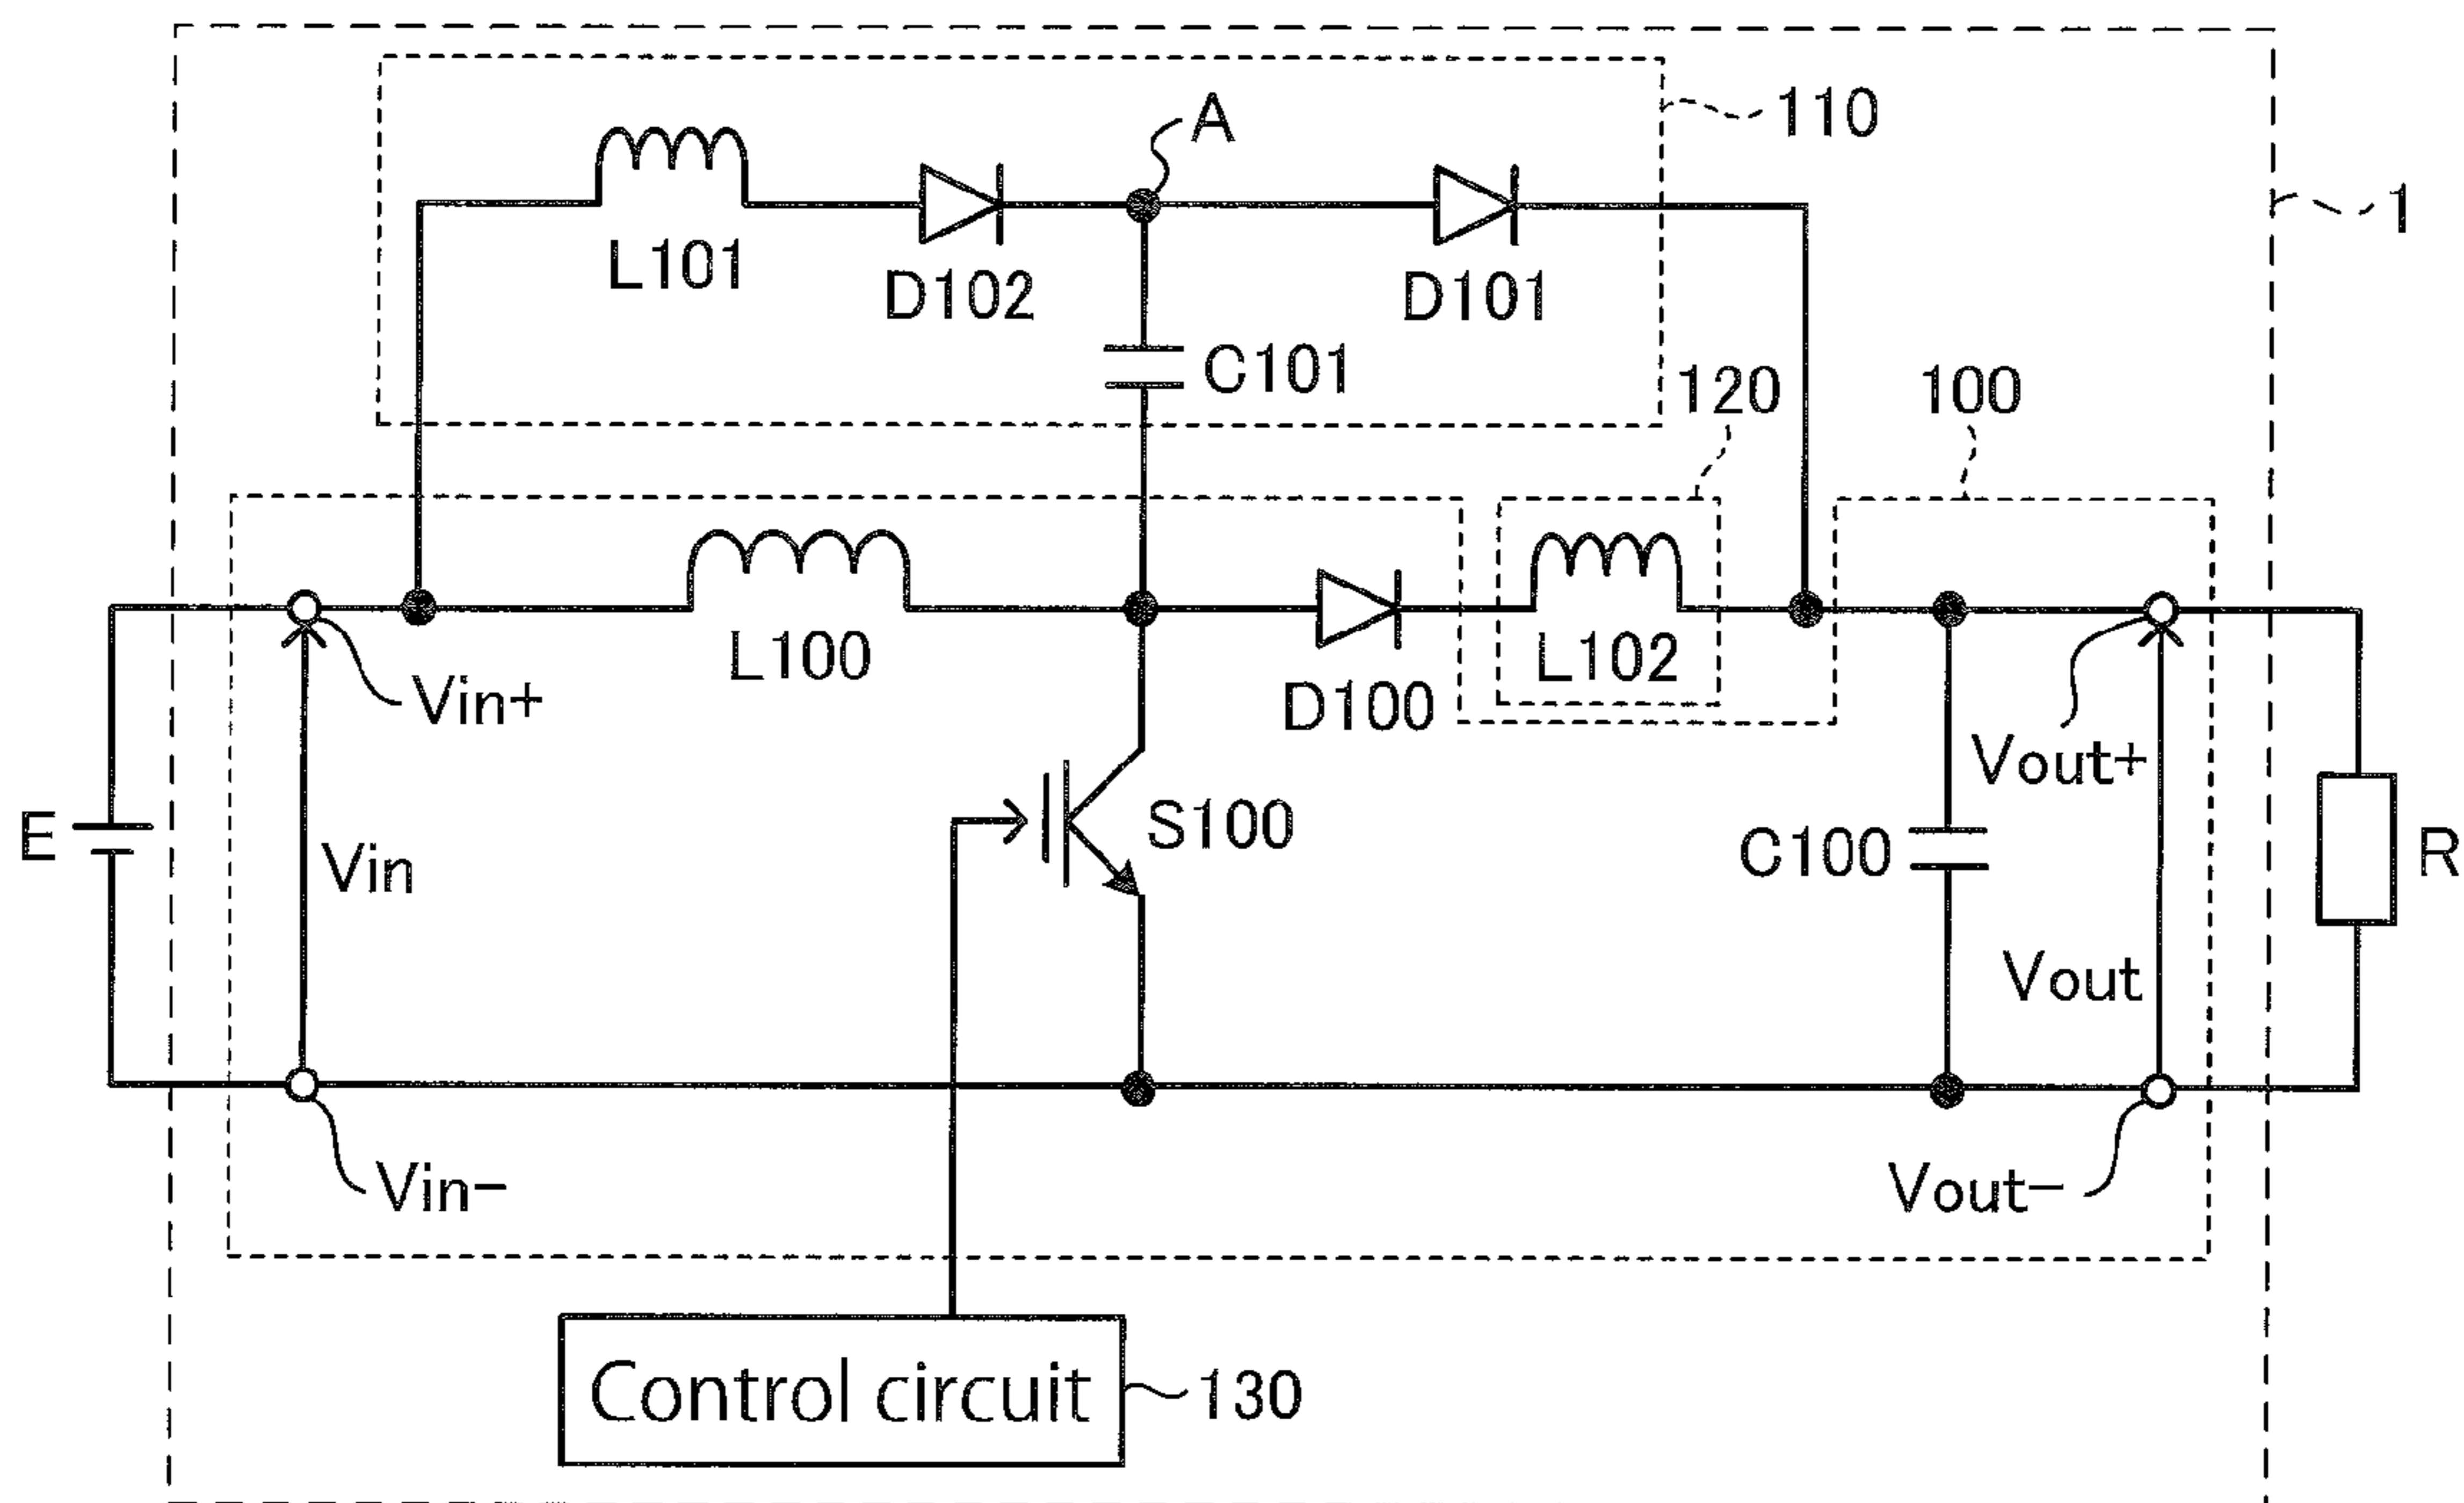 A
110
1
L101
D102
D101
C101
120
100
L100
L102
D100
Vin+
Vout+
E
Vin
S100
C100
R
Vout
Vin-
Vout-
Control circuit
130